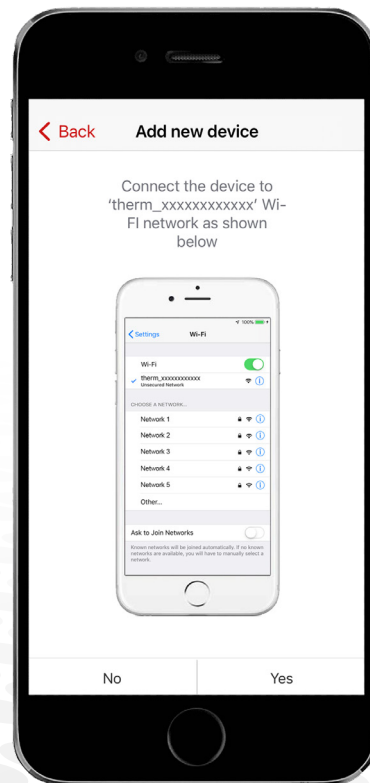 Back Add new device
Connect the device to
‘therm_xxxxxxxxxxxx’ Wi-
FI network as shown
below
100%
Settings Wi-Fi
Wi-Fi
therm_xxxxxxxxxxxx
Unsecured Network
CHOOSE A NETWORK...
Network 1
Network 2
Network 3
Network 4
Network 5
Other...
Ask to Join Networks
Known networks will be joined automatically. If no known
networks are available, you will have to manually select a
network.
No Yes